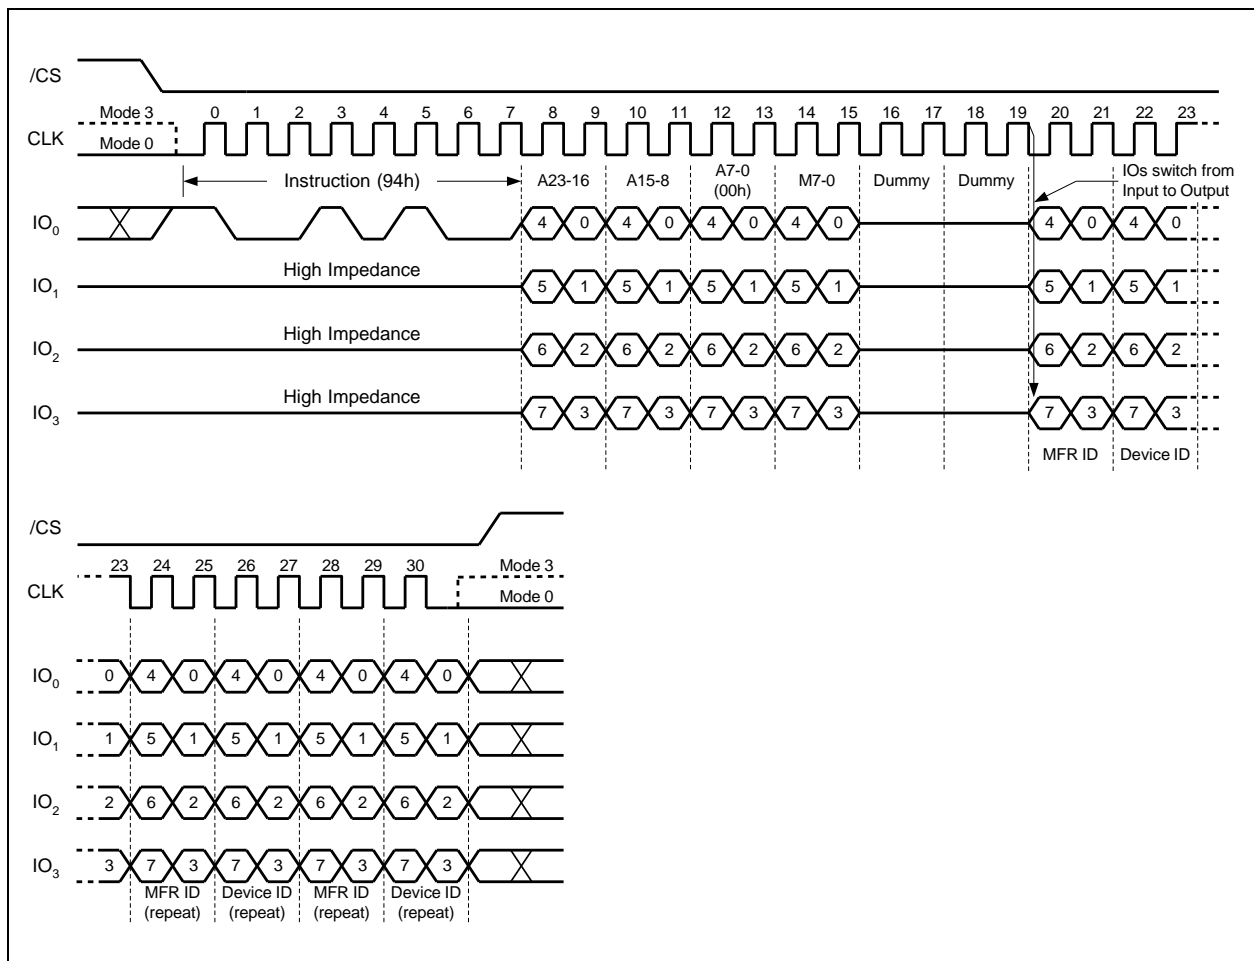 /CS
Mode 3 0 1 2 3 4 5 6 7 8 9 10 11 12 13 14 15 16 17 18 19 20 21 22 23
CLK
Mode 0
Instruction (94h) A23-16 A15-8 A7-0 (00h) M7-0 Dummy Dummy IOs switch from
Input to Output
IO0 4 0 4 0 4 0 4 0 4 0 4 0
High Impedance
IO1 5 1 5 1 5 1 5 1 5 1 5 1
High Impedance
IO2 6 2 6 2 6 2 6 2 6 2 6 2
High Impedance
IO3 7 3 7 3 7 3 7 3 7 3 7 3
MFR ID Device ID
/CS
23 24 25 26 27 28 29 30 Mode 3
CLK
Mode 0
IO0 0 4 0 4 0 4 0 4 0
IO1 1 5 1 5 1 5 1 5 1
IO2 2 6 2 6 2 6 2 6 2
IO3 3 7 3 7 3 7 3 7 3
MFR ID Device ID MFR ID Device ID
(repeat) (repeat) (repeat) (repeat)